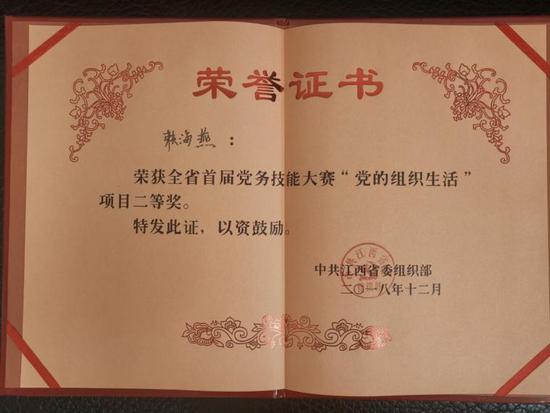 荣誉证书
赖海燕：
荣获全省首届党务技能大赛“党的组织生活”
项目二等奖。
特发此证，以资鼓励。
中共江西省委组织部
二〇一八年十二月